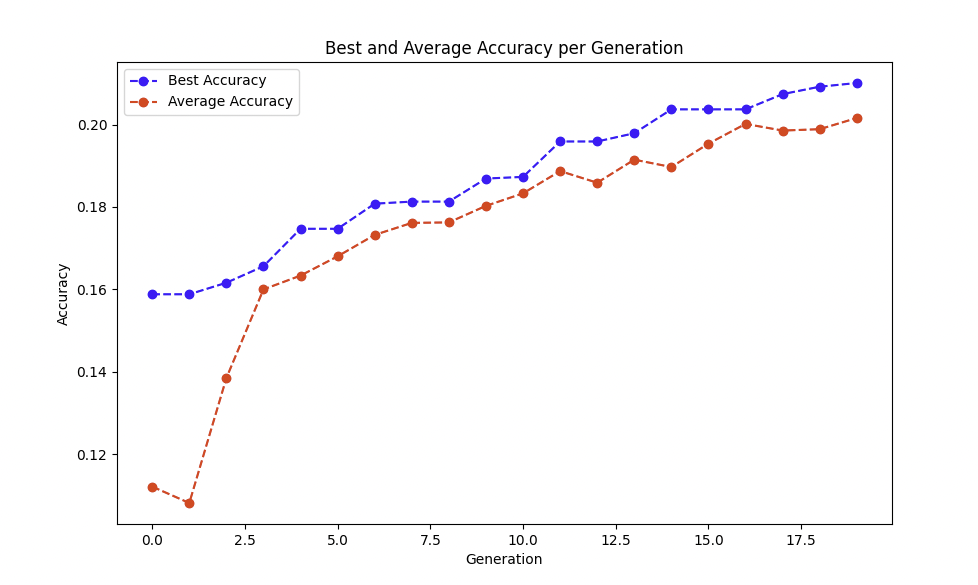 Best and Average Accuracy per Generation
Best Accuracy
Average Accuracy
Accuracy
0.20
0.18
0.16
0.14
0.12
0.0 2.5 5.0 7.5 10.0 12.5 15.0 17.5
Generation